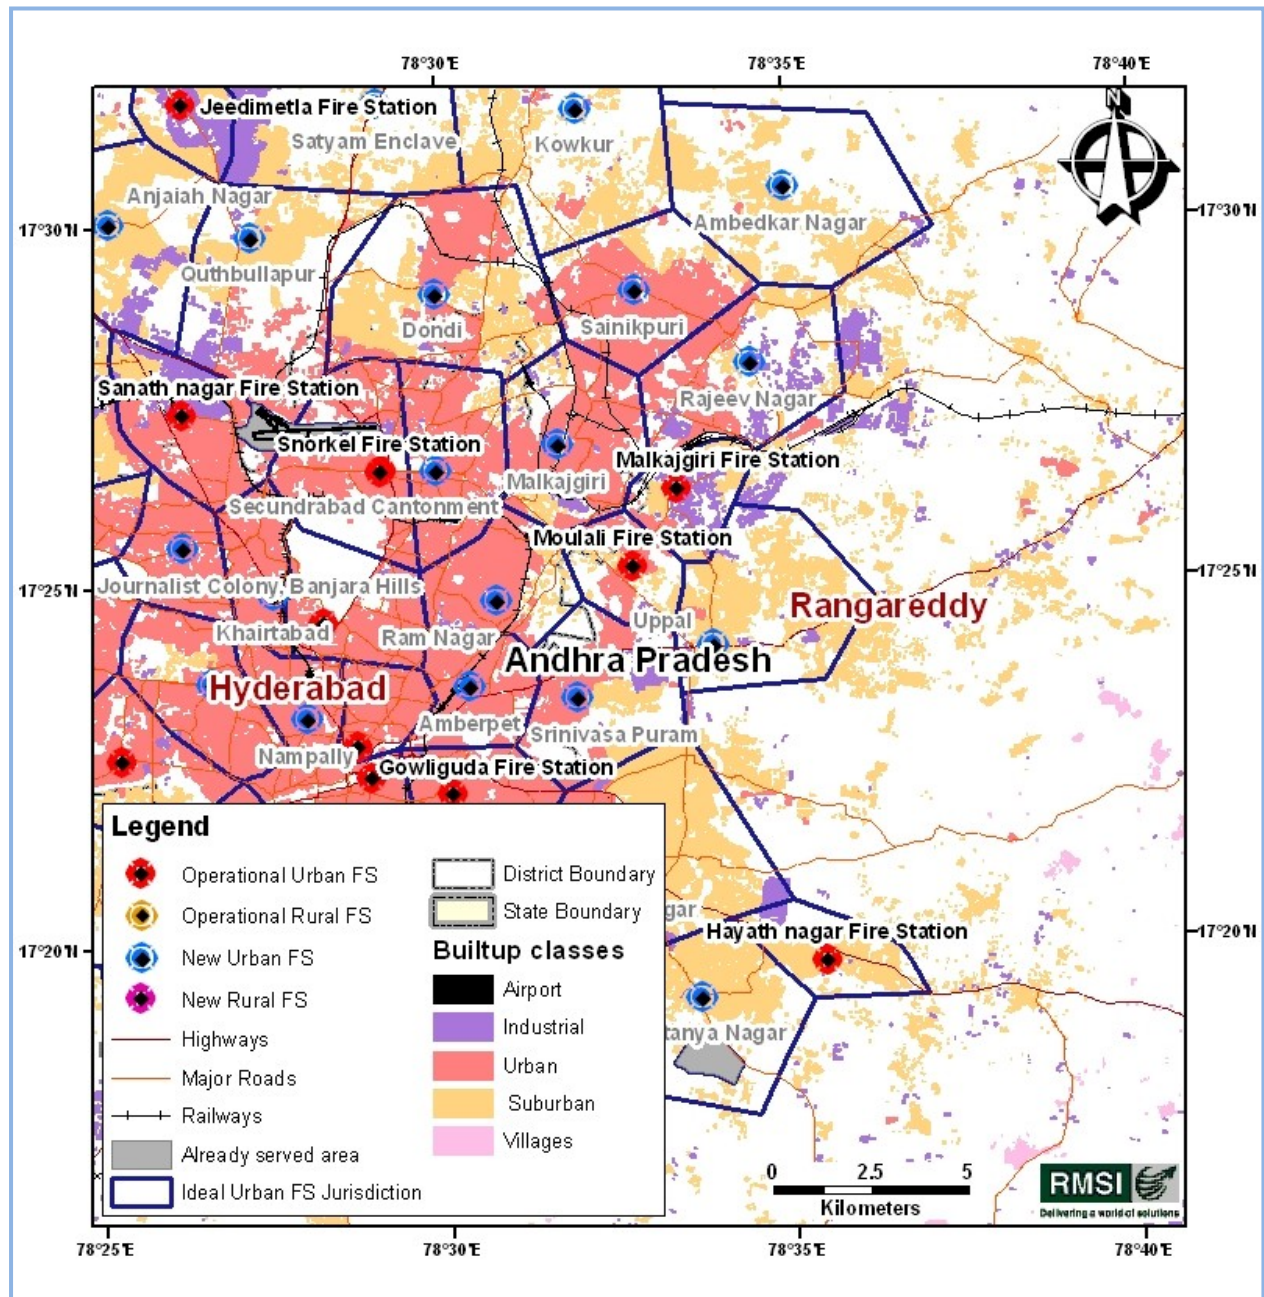 78°30'E 78°35'E 78°40'E
N
Jeedimetla Fire Station
Satyam Enclave
Kowkur
Anjaiah Nagar
Ambedkar Nagar
17°30'N
17°30'N
Outhbullapur
Dondi
Sainikpuri
Sanath nagar Fire Station
Rajeev Nagar
Snorkel Fire Station
Malkajgiri Fire Station
Malkajgiri
Secundrabad Cantonment
Moulali Fire Station
17°25'N
17°25'N
Journalist Colony, Banjara Hills
Rangareddy
Uppal
Khairtabad
Ram Nagar
Andhra Pradesh
Hyderabad
Amberpet
Srinivasa Puram
Nampally
Gowliguda Fire Station
gar
Hayath nagar Fire Station
17°20'N
17°20'N
tanya Nagar
Legend
Operational Urban FS
Operational Rural FS
New Urban FS
New Rural FS
Highways
Major Roads
Railways
Already served area
Ideal Urban FS Jurisdiction
District Boundary
State Boundary
Builtup classes
Airport
Industrial
Urban
Suburban
Villages
0 2.5 5
Kilometers
RMSI
Delivering a world of solutions
78°25'E 78°30'E 78°35'E 78°40'E